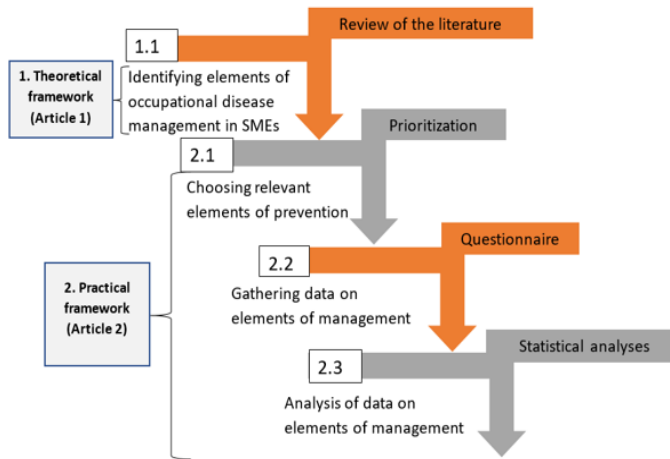 Review of the literature
1.1
1. Theoretical
framework
(Article 1)
Identifying elements of
occupational disease
management in SMEs
Prioritization
2.1
Choosing relevant
elements of prevention
Questionnaire
2.2
2. Practical
framework
(Article 2)
Gathering data on
elements of management
Statistical analyses
2.3
Analysis of data on
elements of management